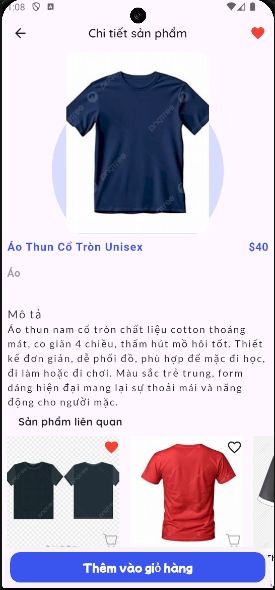 1:08
Chi tiết sản phẩm
Áo Thun Cổ Tròn Unisex
$40
Áo
Mô tả
Áo thun nam cổ tròn chất liệu cotton thoáng
mát, co giãn 4 chiều, thấm hút mồ hôi tốt. Thiết
kế đơn giản, dễ phối đồ, phù hợp để mặc đi học,
đi làm hoặc đi chơi. Màu sắc trẻ trung, form
dáng hiện đại mang lại sự thoải mái và năng
động cho người mặc.
Sản phẩm liên quan
Thêm vào giỏ hàng